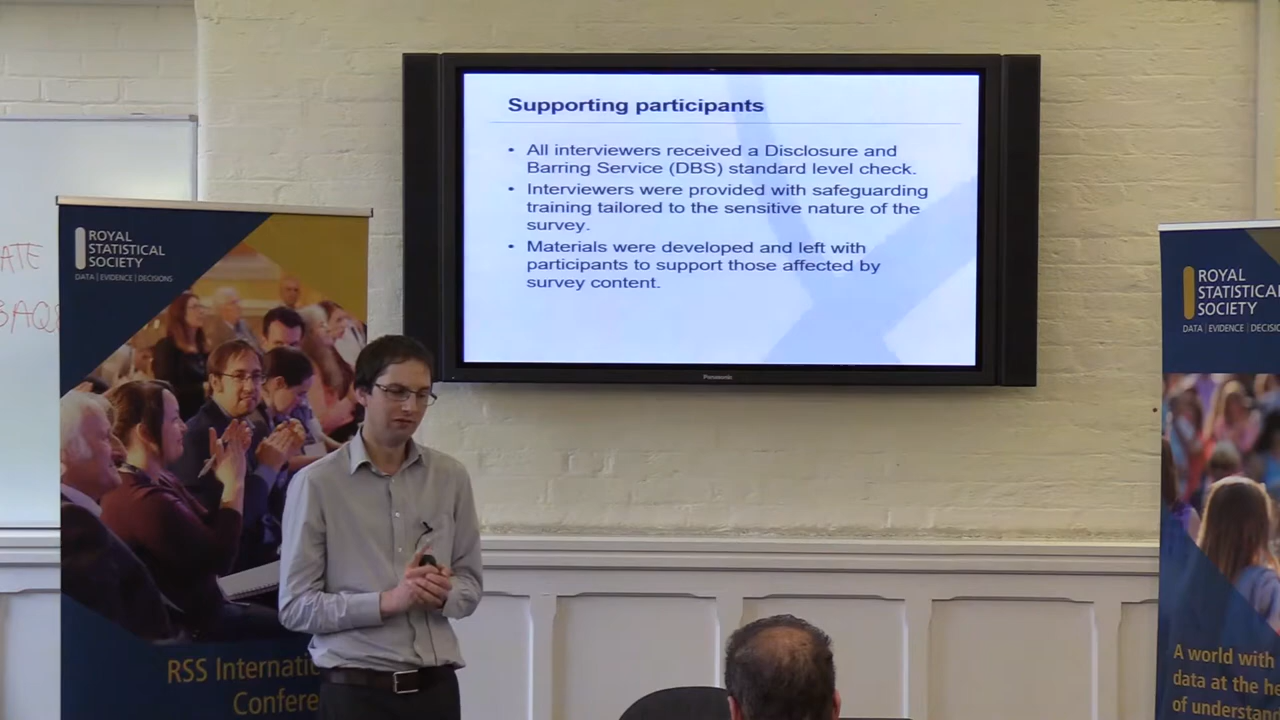 Supporting participants
• All interviewers received a Disclosure and
Barring Service (DBS) standard level check.
• Interviewers were provided with safeguarding
training tailored to the sensitive nature of the
survey.
• Materials were developed and left with
participants to support those affected by
survey content.
Panasonic
ATE
BAQ
ROYAL
STATISTICAL
SOCIETY
DATA | EVIDENCE | DECISIONS
RSS Internatio
Confere
ROYAL
STATISTICAL
SOCIETY
DATA | EVIDENCE | DECISIO
A world with
data at the he
of understan